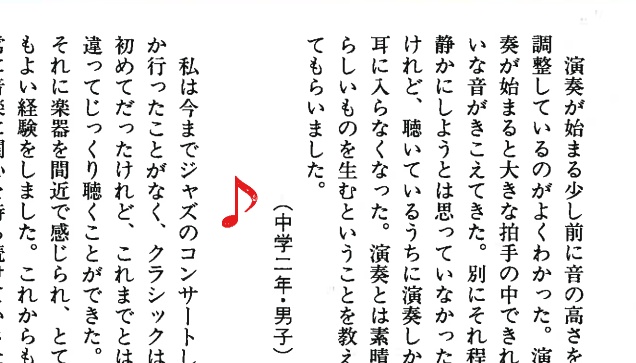 演奏が始まる少し前に音の高さを
調整しているのがよくわかった。演
奏が始まると大きな拍手の中できれ
いな音がきこえてきた。別にそれ程
静かにしようとは思っていなかった
けれど、聴いているうちに演奏しか
耳に入らなくなった。演奏とは素晴
らしいものを生むということを教え
てもらいました。
（中学二年・男子）
私は今までジャズのコンサートし
か行ったことがなく、クラシックは
初めてだったけれど、これまでとは
違ってじっくり聴くことができた。
それに楽器を間近で感じられ、とて
もよい経験をしました。これからも